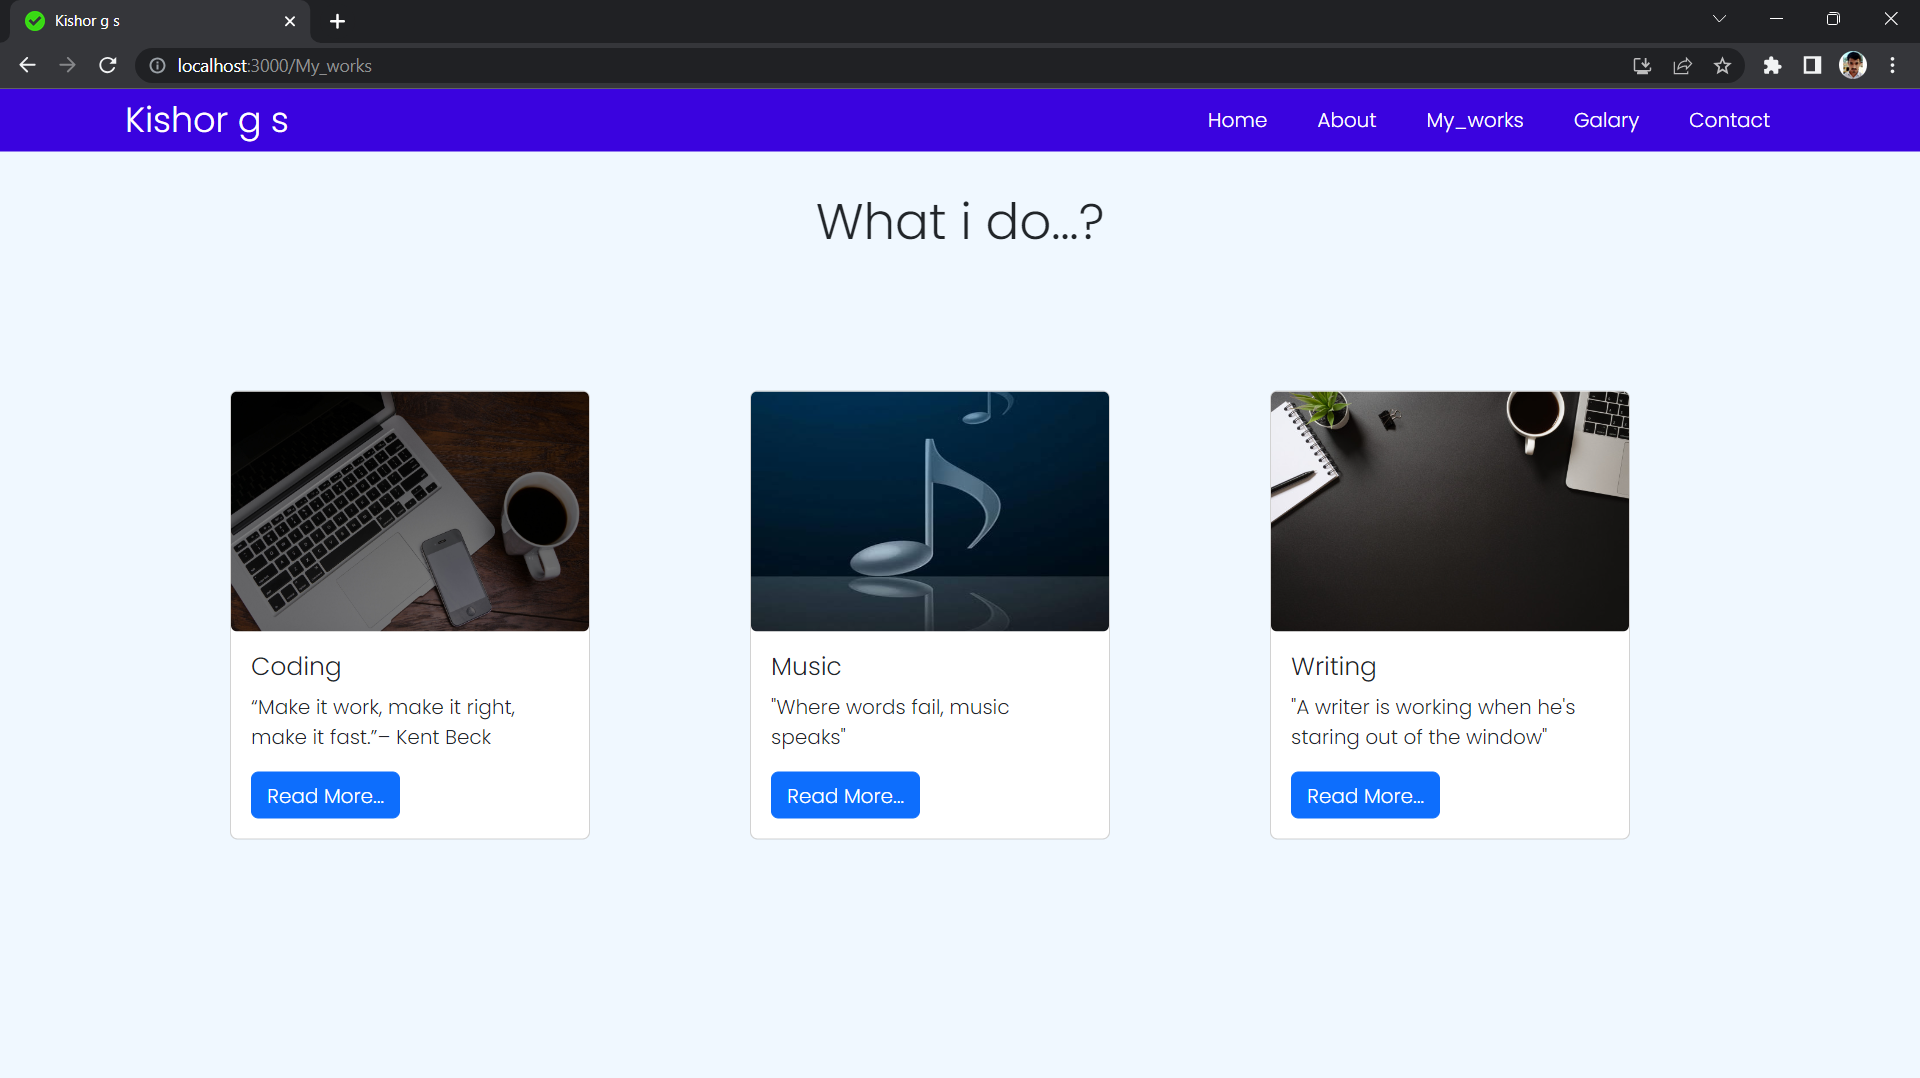 Kishor g s
localhost:3000/My_works
Kishor g s
Home
About
My_works
Galary
Contact
What i do...?
Coding
“Make it work, make it right,
make it fast.”– Kent Beck
Read More...
Music
"Where words fail, music
speaks"
Read More...
Writing
"A writer is working when he's
staring out of the window"
Read More...